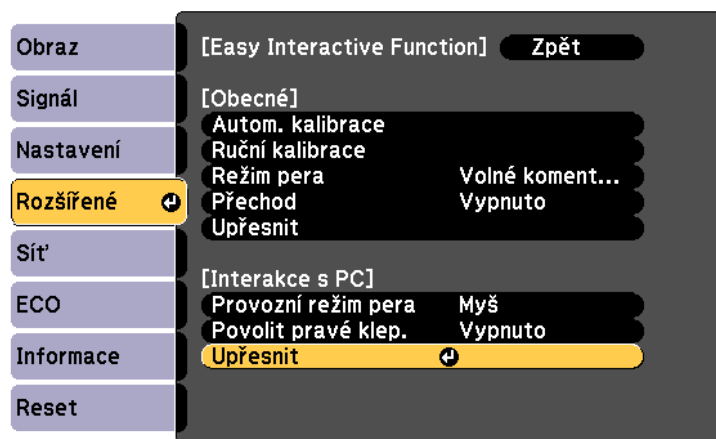 Obraz
Signál
Nastavení
Rozšířené
Síť
ECO
Informace
Reset
[Easy Interactive Function] Zpět
[Obecné]
Autom. kalibrace
Ruční kalibrace
Režim pera Volné koment...
Přechod Vypnuto
Upřesnit
[Interakce s PC]
Provozní režim pera Myš
Povolit pravé klep. Vypnuto
Upřesnit